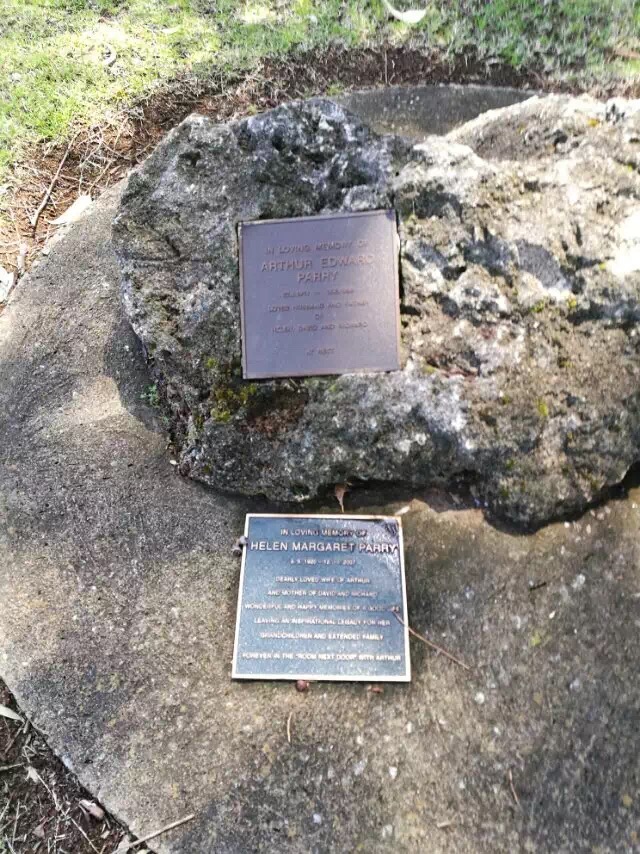 IN LOVING MEMORY OF
ARTHUR EDWARD
PARRY
LOVED HUSBAND AND FATHER
OF
HELEN, DAVID AND RICHARD
AT REST
IN LOVING MEMORY OF
HELEN MARGARET PARRY
DEARLY LOVED WIFE OF ARTHUR
AND MOTHER OF DAVID AND RICHARD
WONDERFUL AND HAPPY MEMORIES OF A GOOD LIFE
LEAVING AN INSPIRATIONAL LEGACY FOR HER
GRANDCHILDREN AND EXTENDED FAMILY
FOREVER IN THE "ROOM NEXT DOOR" WITH ARTHUR